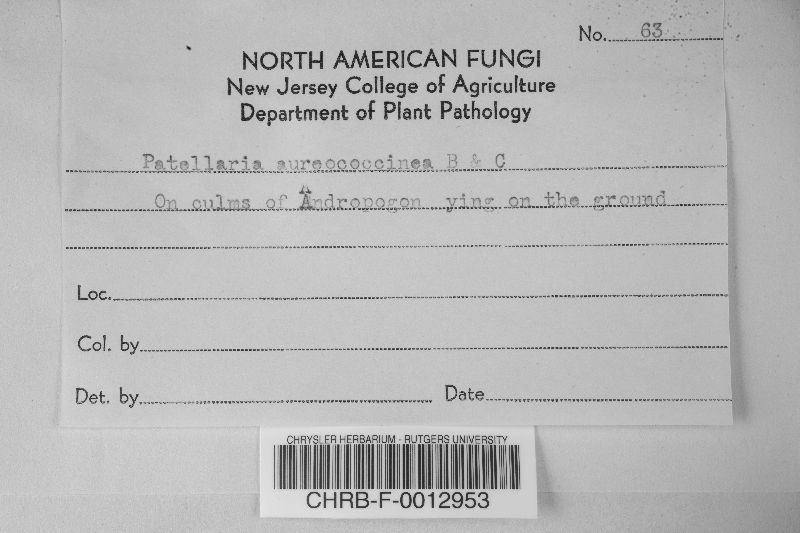 No. 63
NORTH AMERICAN FUNGI
New Jersey College of Agriculture
Department of Plant Pathology
Patellaria aureococcinea B & C
On culms of Andropogon ying on the ground
Loc.
Col. by
Det. by Date
CHRYSLER HERBARIUM - RUTGERS UNIVERSITY
CHRB-F-0012953